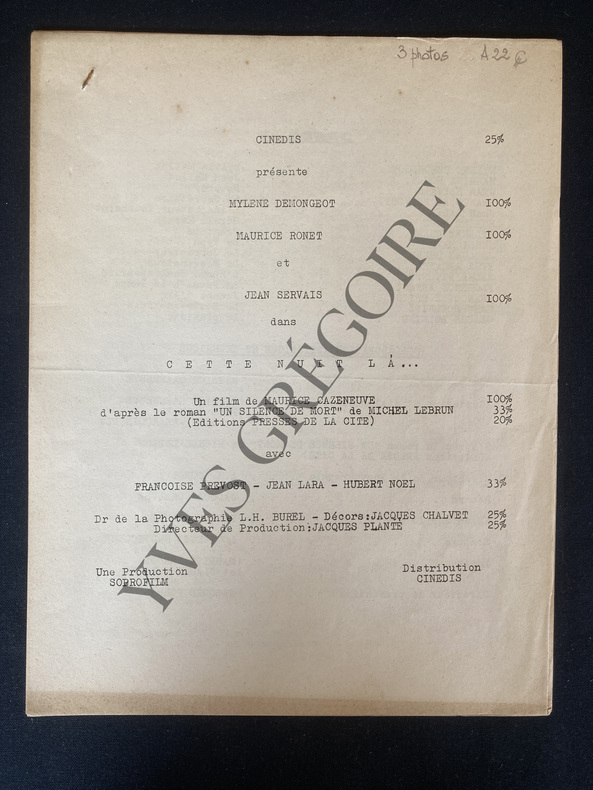 3 photos A 22 €
CINEDIS 25%
présente
MYLENE DEMONGEOT 100%
MAURICE RONET 100%
et
JEAN SERVAIS 100%
dans
C E T T E N U I T L À...
Un film de MAURICE CAZENEUVE 100%
d'après le roman "UN SILENCE DE MORT" de MICHEL LEBRUN 33%
(Editions PRESSES DE LA CITE) 20%
avec
FRANCOISE PREVOST - JEAN LARA - HUBERT NOEL 33%
Dr de la Photographie L.H. BUREL - Décors:JACQUES CHALVET 25%
Directeur de Production:JACQUES PLANTE 25%
Une Production
SOPROFILM
Distribution
CINEDIS
YVES GRÉGOIRE